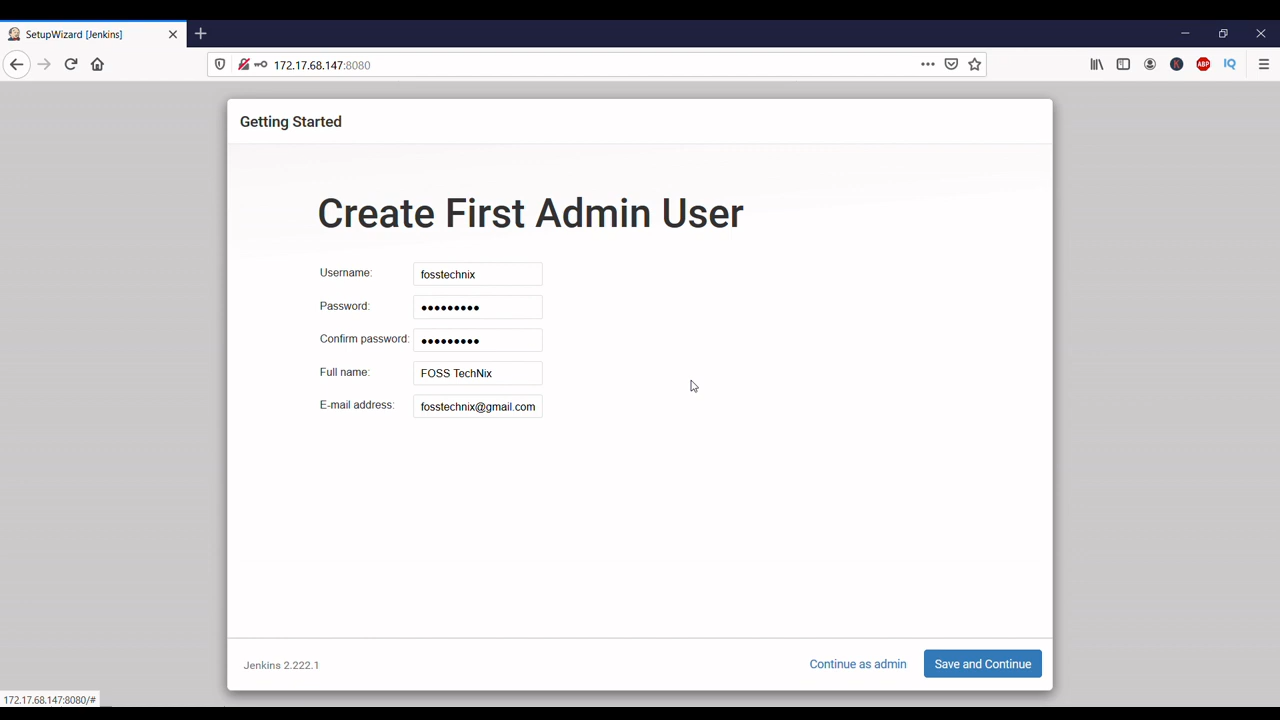 SetupWizard [Jenkins]
172.17.68.147:8080
ABP
IQ
Getting Started
Create First Admin User
Username: fosstechnix
Password: •••••••••
Confirm password: •••••••••
Full name: FOSS TechNix
E-mail address: fosstechnix@gmail.com
Jenkins 2.222.1
Continue as admin
Save and Continue
172.17.68.147:8080/#